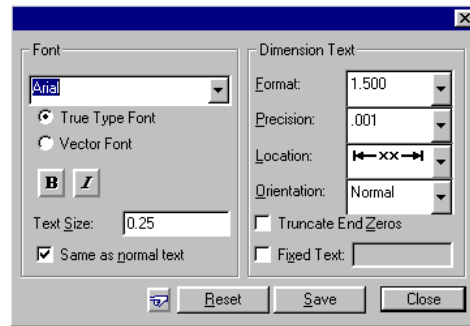 Font
Arial
True Type Font
Vector Font
B I
Text Size: 0.25
Same as normal text
Dimension Text
Format: 1.500
Precision: .001
Location: xx
Orientation: Normal
Truncate End Zeros
Fixed Text:
Reset Save Close